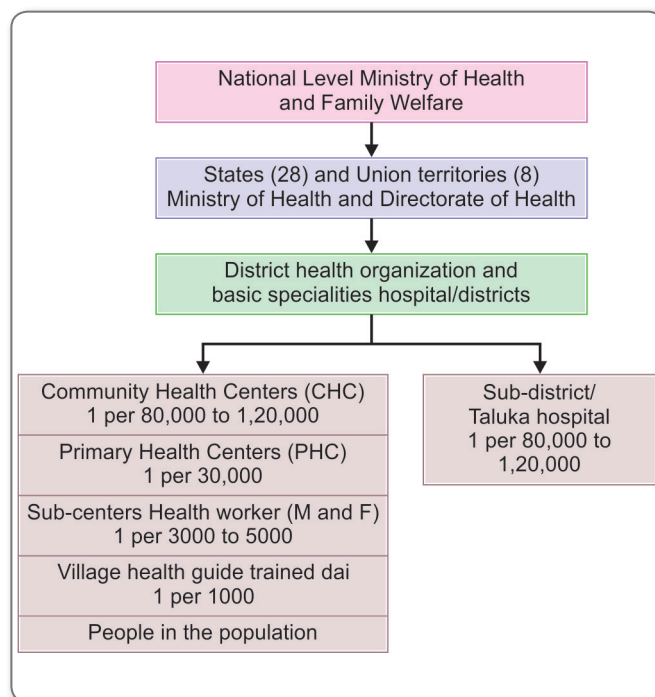 National Level Ministry of Health
and Family Welfare
States (28) and Union territories (8)
Ministry of Health and Directorate of Health
District health organization and
basic specialities hospital/districts
Community Health Centers (CHC)
1 per 80,000 to 1,20,000
Primary Health Centers (PHC)
1 per 30,000
Sub-centers Health worker (M and F)
1 per 3000 to 5000
Village health guide trained dai
1 per 1000
People in the population
Sub-district/
Taluka hospital
1 per 80,000 to
1,20,000